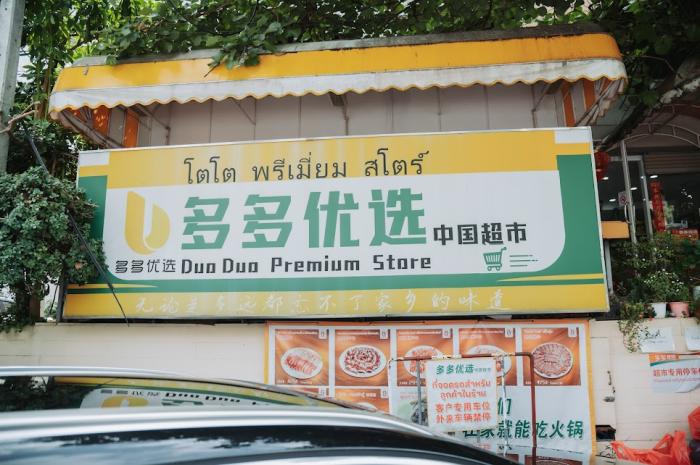 โตโต พรีเมี่ยม สโตร์
多多优选 中国超市
多多优选 Duo Duo Premium Store
无论走多远都忘不了家乡的味道
多多优选
ที่จอดรถสำหรับ
ลูกค้าในร้าน
客户专用车位
外来车辆禁停
们
在家就能吃火锅
超市专用停车